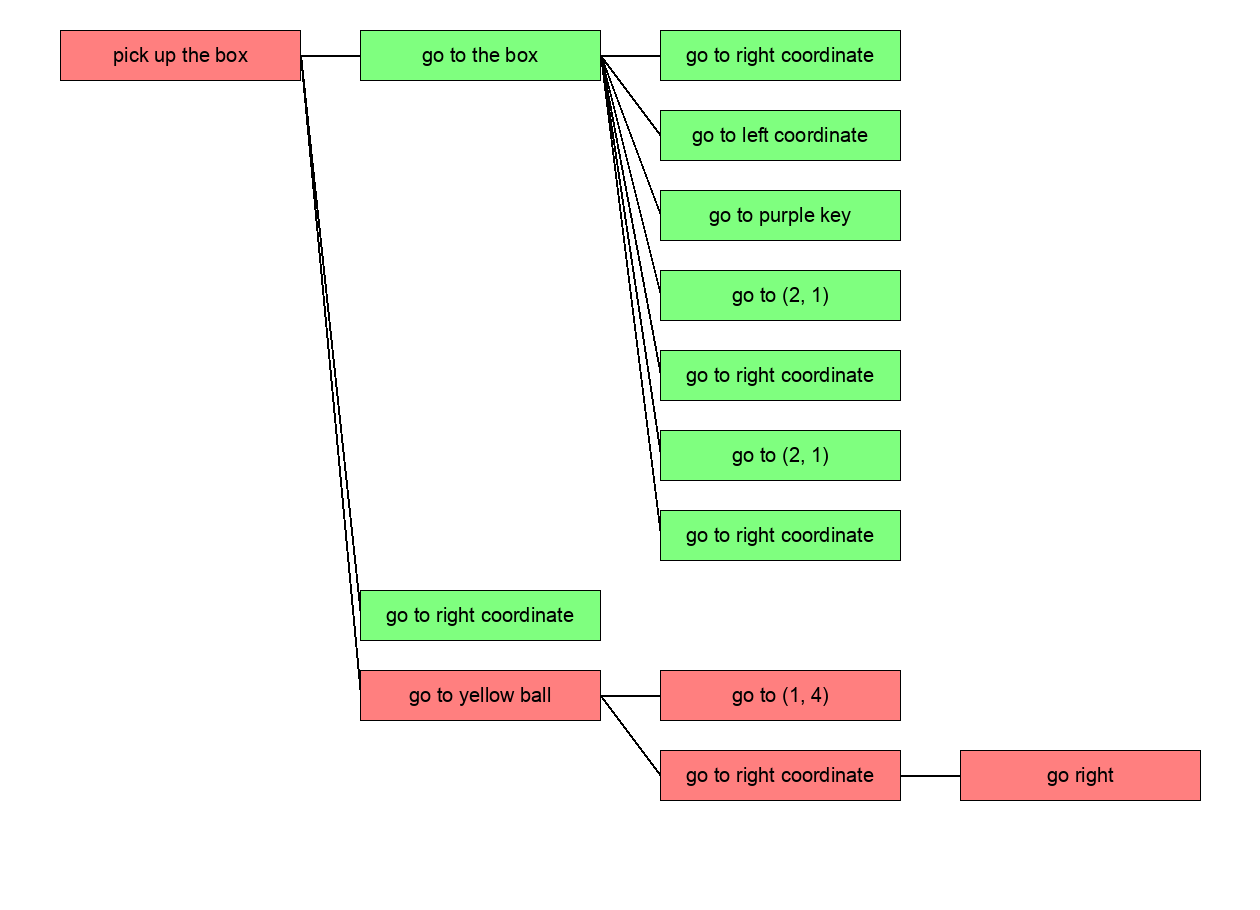 pick up the box
go to the box
go to right coordinate
go to left coordinate
go to purple key
go to (2, 1)
go to right coordinate
go to (2, 1)
go to right coordinate
go to right coordinate
go to yellow ball
go to (1, 4)
go to right coordinate
go right